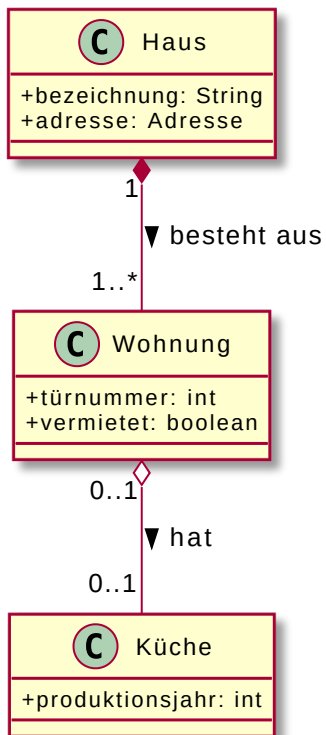 C Haus
+bezeichnung: String
+adresse: Adresse
1
besteht aus
1..*
C Wohnung
+türnummer: int
+vermietet: boolean
0..1
hat
0..1
C Küche
+produktionsjahr: int